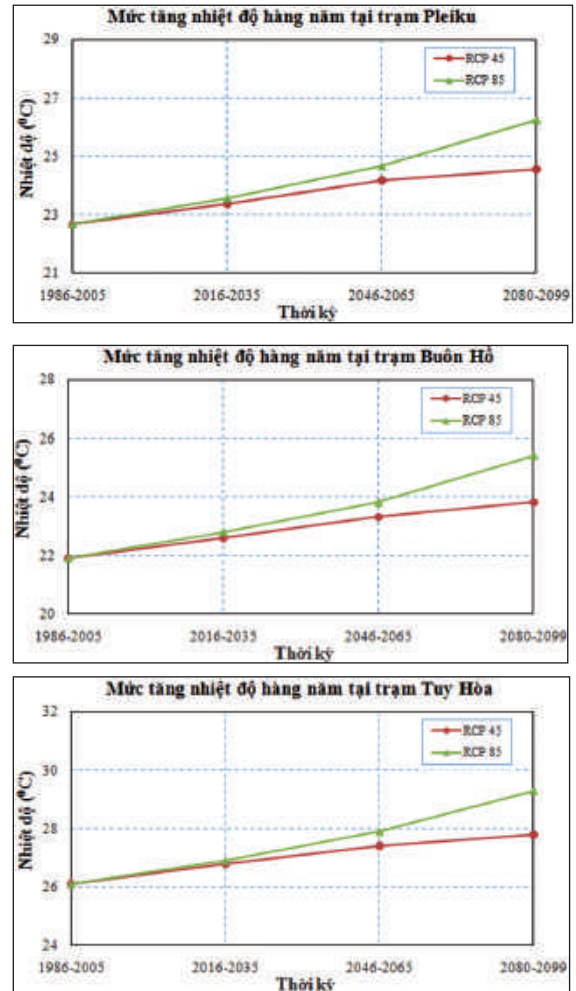 Mức tăng nhiệt độ hàng năm tại trạm Pleiku
Nhiệt độ (⁰C)
29
27
25
23
21
RCP 45
RCP 85
1986-2005
2016-2035
2046-2065
2080-2099
Thời kỳ
Mức tăng nhiệt độ hàng năm tại trạm Buôn Hồ
Nhiệt độ (⁰C)
28
26
24
22
20
RCP 45
RCP 85
1986-2005
2016-2035
2046-2065
2080-2099
Thời kỳ
Mức tăng nhiệt độ hàng năm tại trạm Tuy Hòa
Nhiệt độ (⁰C)
32
30
28
26
24
RCP 45
RCP 85
1986-2005
2016-2035
2046-2065
2080-2099
Thời kỳ